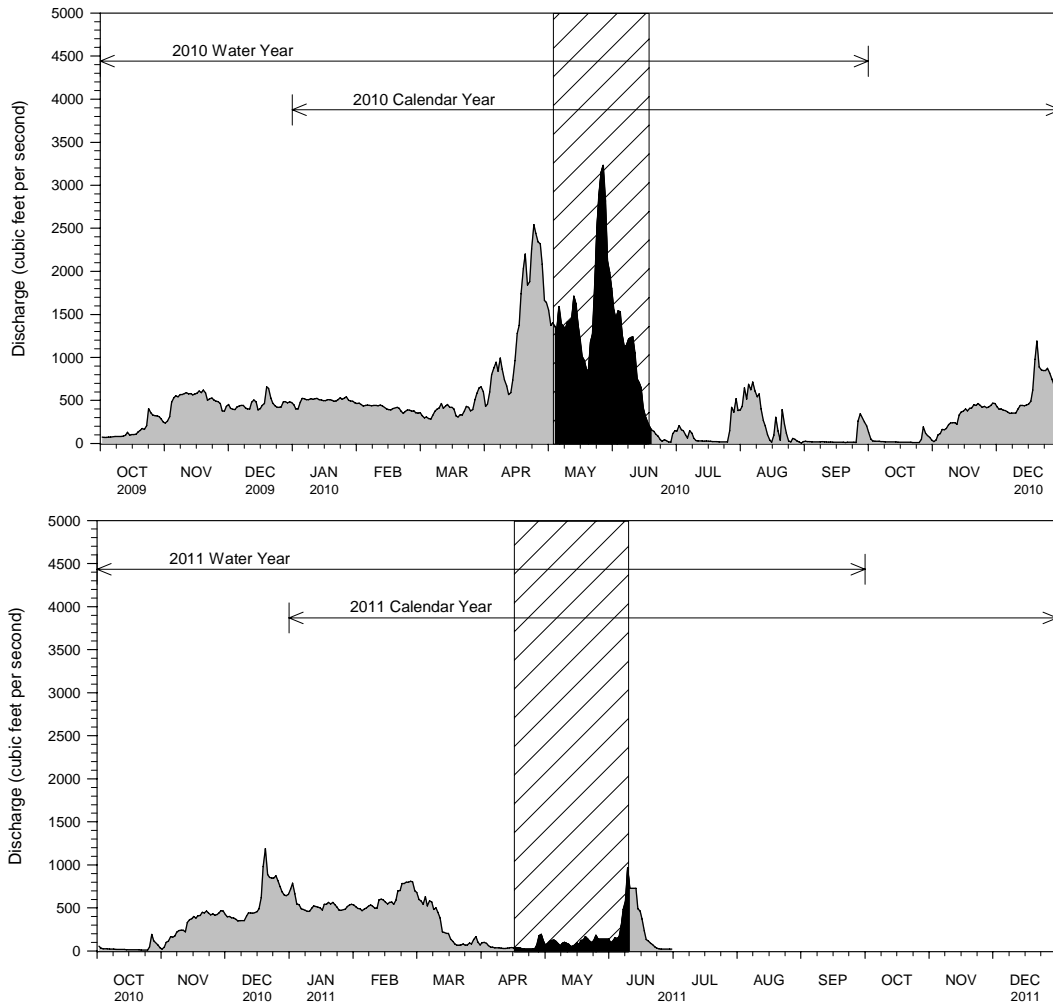 5000
2010 Water Year
4500
4000
2010 Calendar Year
3500
3000
2500
2000
1500
1000
500
0
Discharge (cubic feet per second)
OCT NOV DEC JAN FEB MAR APR MAY JUN JUL AUG SEP OCT NOV DEC
2009 2009 2010 2010 2010
5000
2011 Water Year
4500
4000
2011 Calendar Year
3500
3000
2500
2000
1500
1000
500
0
Discharge (cubic feet per second)
OCT NOV DEC JAN FEB MAR APR MAY JUN JUL AUG SEP OCT NOV DEC
2010 2010 2011 2011 2011